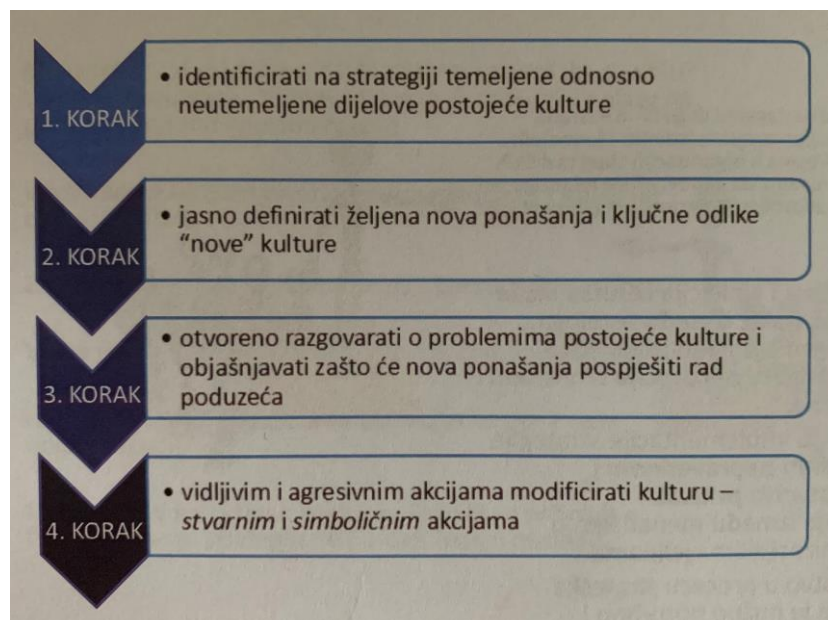 1. KORAK
• identificirati na strategiji temeljene odnosno
neutemeljene dijelove postojeće kulture
2. KORAK
• jasno definirati željena nova ponašanja i ključne odlike
“nove” kulture
3. KORAK
• otvoreno razgovarati o problemima postojeće kulture i
objašnjavati zašto će nova ponašanja pospješiti rad
poduzeća
4. KORAK
• vidljivim i agresivnim akcijama modificirati kulturu –
stvarnim i simboličnim akcijama